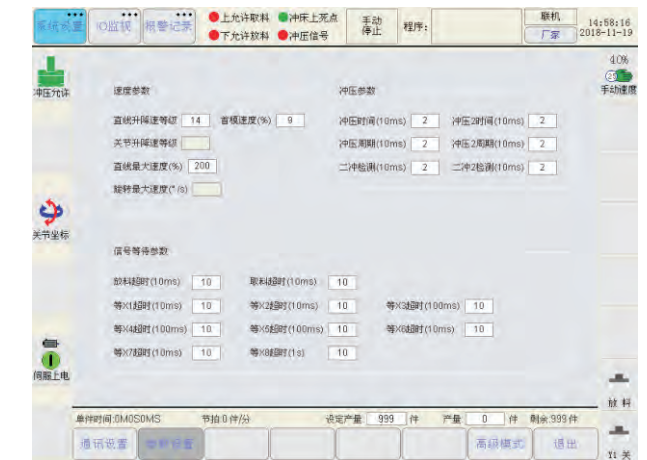 系统设置 IO监视 报警记录 上允许取料 冲床上死点 手动 程序: 联机 14:58:16
下允许放料 冲压信号 停止 厂家 2018-11-19
冲压允许 40%
手动速度
速度参数 冲压参数
直线升降速等级 14 首模速度(%) 9 冲压时间(10ms) 2 冲压2时间(10ms) 2
关节升降速等级 冲压周期(10ms) 2 冲压2周期(10ms) 2
直线最大速度(%) 200 二冲检测(10ms) 2 二冲2检测(10ms) 2
旋转最大速度(°/s)
关节坐标
信号等待参数
放料超时(10ms) 10 取料超时(10ms) 10
等X1超时(10ms) 10 等X2超时(10ms) 10 等X3超时(100ms) 10
等X4超时(100ms) 10 等X5超时(100ms) 10 等X6超时(10ms) 10
等X7超时(10ms) 10 等X8超时(1s) 10
伺服上电
放料
单件时间:0M0S0MS 节拍:0件/分 设定产量 999 件 产量 0 件 剩余:999件
通讯设置 参数设置 高级模式 退出
Y1 关